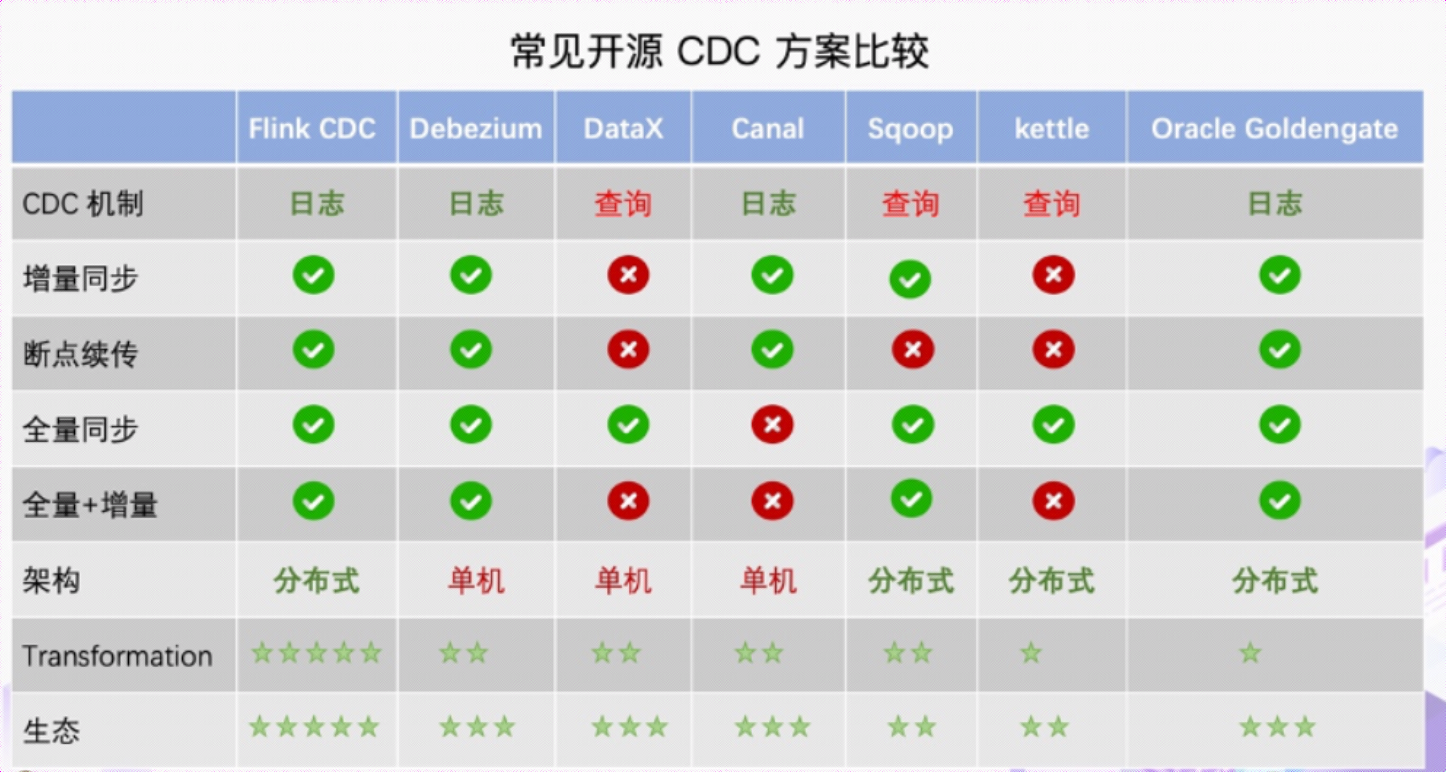 常见开源 CDC 方案比较
Flink CDC Debezium DataX Canal Sqoop kettle Oracle Goldengate
CDC 机制 日志 日志 查询 日志 查询 查询 日志
增量同步
断点续传
全量同步
全量+增量
架构 分布式 单机 单机 单机 分布式 分布式 分布式
Transformation
生态